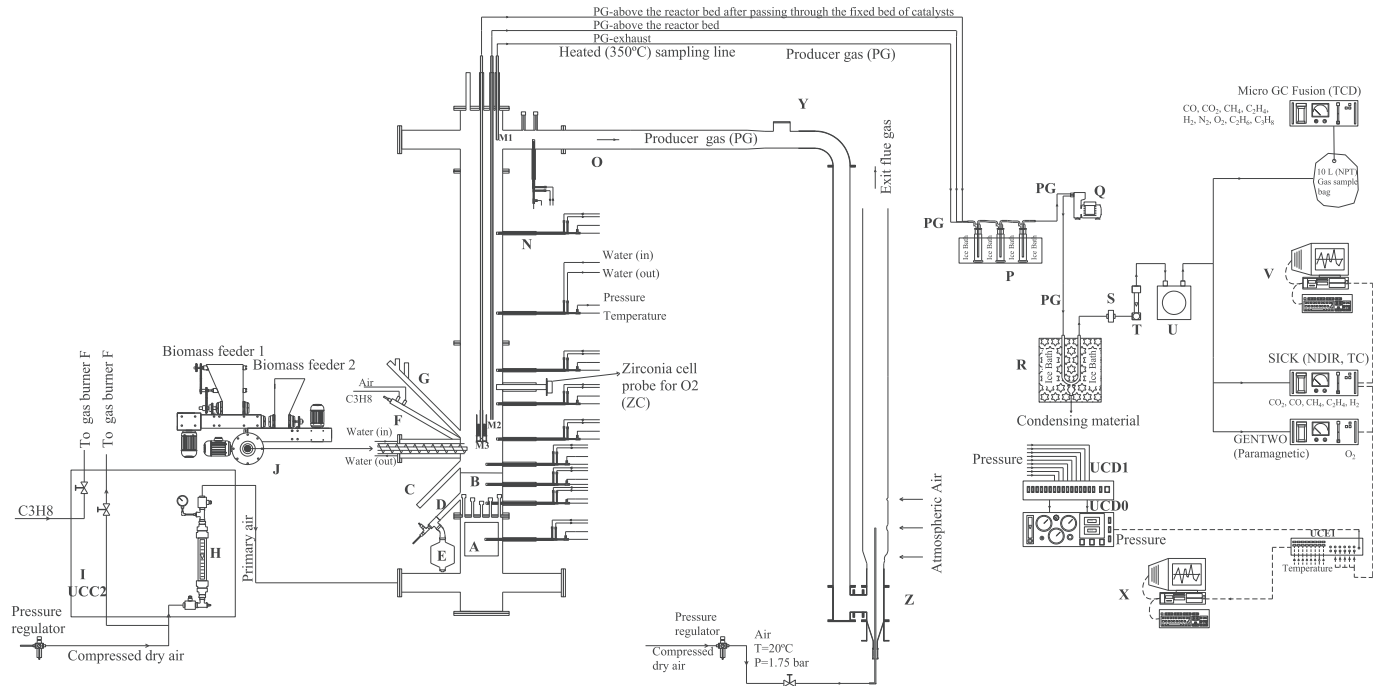 PG-above the reactor bed after passing through the fixed bed of catalysts
PG-above the reactor bed
PG-exhaust
Heated (350ºC) sampling line
Producer gas (PG)
Micro GC Fusion (TCD)
CO, CO2, CH4, C2H4,
H2, N2, O2, C2H6, C3H8
10 L (NPT)
Gas sample
bag
Y
M1
Producer gas (PG)
O
Exit flue gas
PG
Q
PG
Ice Bath
Ice Bath
Ice Bath
Ice Bath
P
N
Water (in)
Water (out)
Pressure
Temperature
V
PG
S
T
U
R
Ice Bath
Ice Bath
Condensing material
SICK (NDIR, TC)
CO2, CO, CH4, C2H4, H2
GENTWO
(Paramagnetic)
O2
To gas burner F
To gas burner F
Biomass feeder 1
Biomass feeder 2
J
G
Air
C3H8
F
Water (in)
Water (out)
Zirconia cell
probe for O2
(ZC)
M2
M3
C
B
D
E
A
Pressure
UCD1
UCD0
Pressure
UCE1
Temperature
X
C3H8
H
I
UCC2
Primary air
Pressure
regulator
Compressed dry air
Atmospheric Air
Z
Pressure
regulator
Compressed
dry air
Air
T=20ºC
P=1.75 bar